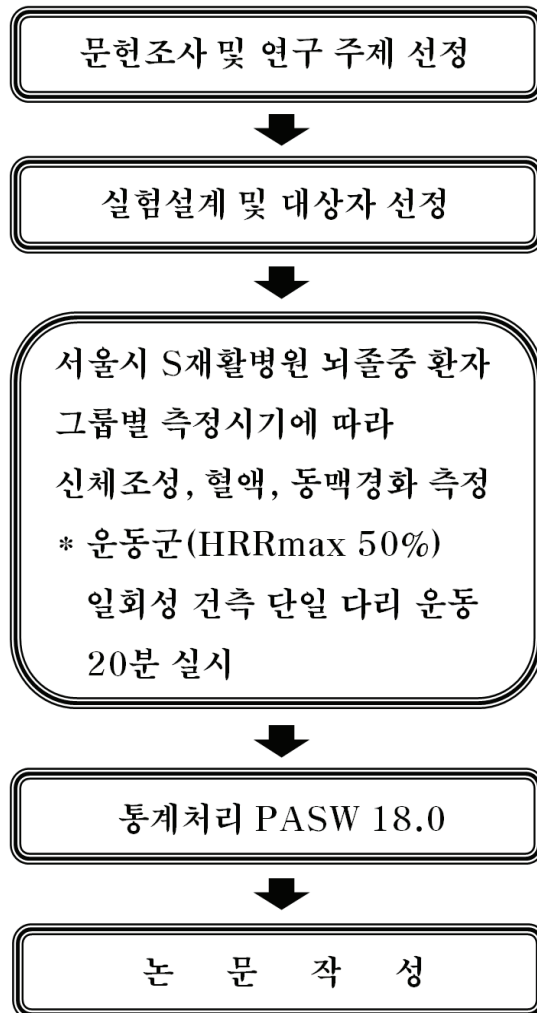 문헌조사 및 연구 주제 선정
실험설계 및 대상자 선정
서울시 S재활병원 뇌졸중 환자
그룹별 측정시기에 따라
신체조성, 혈액, 동맥경화 측정
* 운동군(HRRmax 50%)
일회성 건측 단일 다리 운동
20분 실시
통계처리 PASW 18.0
논 문 작 성